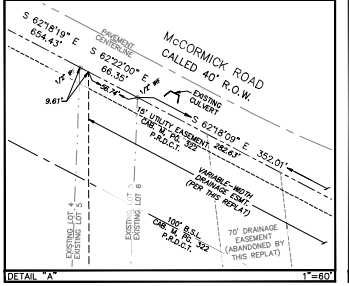 S 62°18'19" E
654.43'
PAVEMENT
CENTERLINE
McCORMICK ROAD
CALLED 40' R.O.W.
S 62°22'00" E
66.35'
1/2" IF
1/2" IF
EXISTING
CULVERT
9.61'
56.74'
S 62°18'09" E
352.01'
15' UTILITY EASEMENT
CAB. M, PG. 322
P.R.D.C.T.
282.63'
VARIABLE-WIDTH
DRAINAGE ESMT.
(PER THIS REPLAT)
EXISTING LOT 4
EXISTING LOT 5
EXISTING LOT 5
EXISTING LOT 6
100' B.S.L.
CAB. M, PG. 322
P.R.D.C.T.
70' DRAINAGE
EASEMENT
(ABANDONED BY
THIS REPLAT)
DETAIL "A"
1"=60'